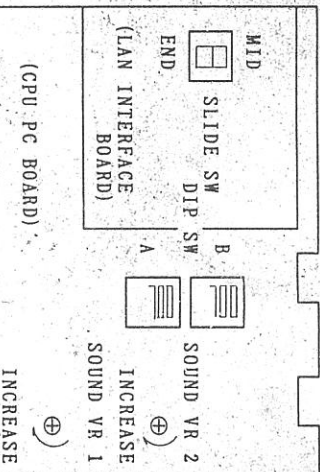 MID
END
SLIDE SW
(LAN INTERFACE
BOARD)
DIP SW
B
A
SOUND VR 2
INCREASE
SOUND VR 1
INCREASE
(CPU PC BOARD)